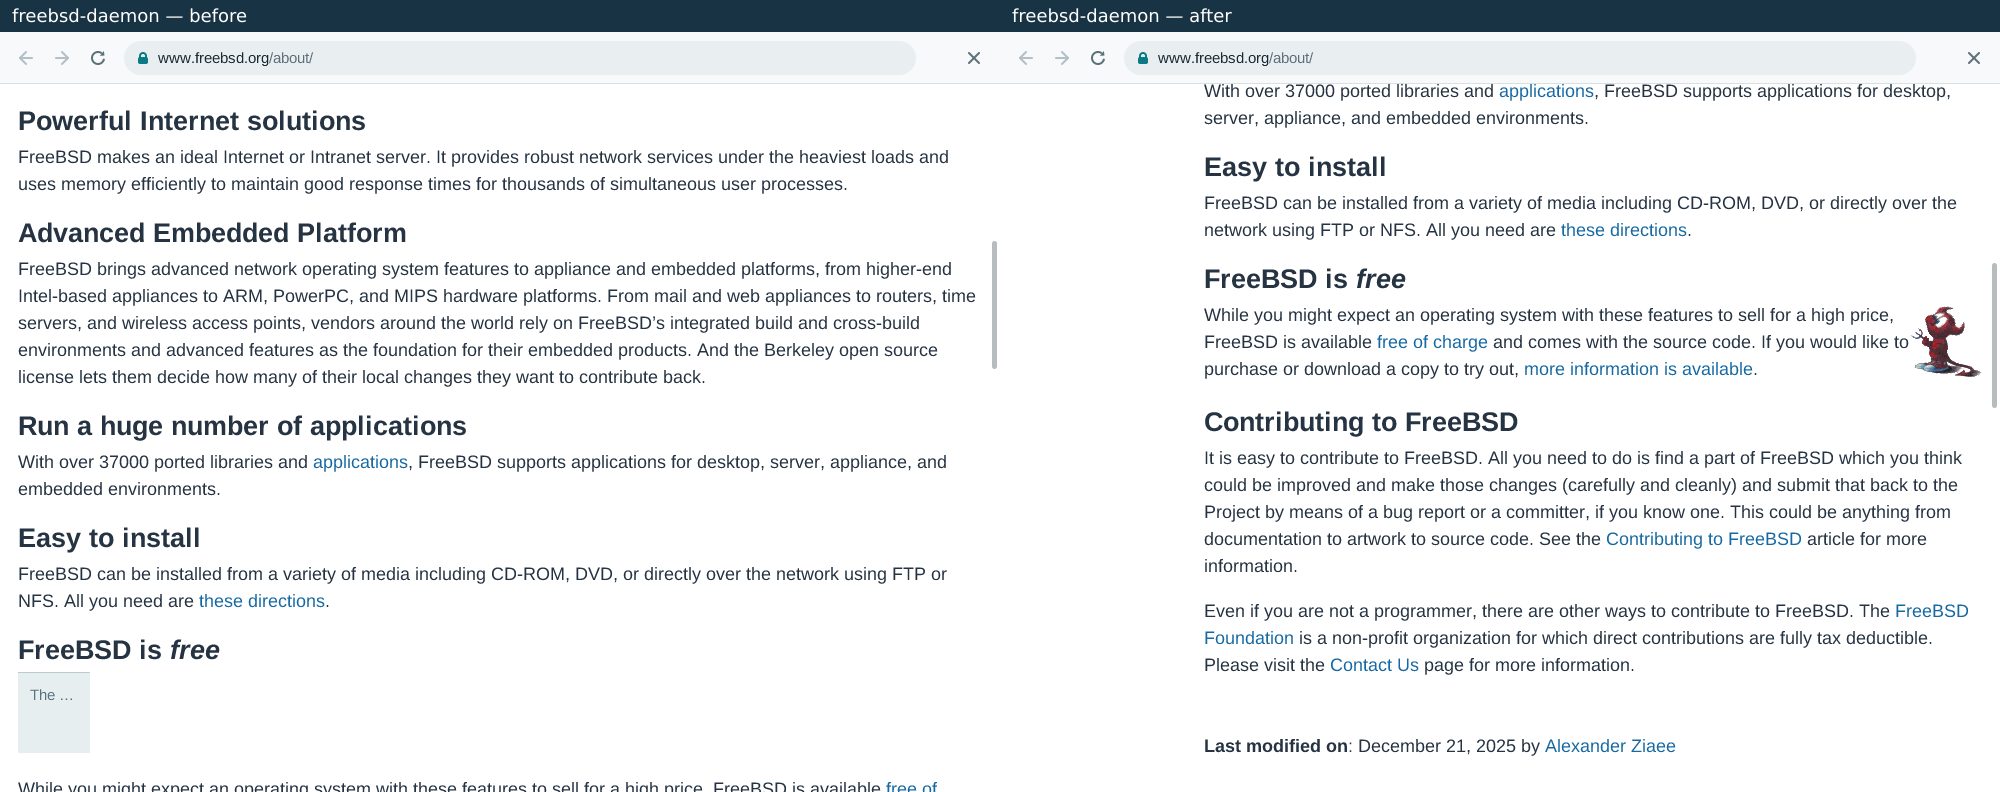 freebsd-daemon — before
www.freebsd.org/about/
Powerful Internet solutions
FreeBSD makes an ideal Internet or Intranet server. It provides robust network services under the heaviest loads and
uses memory efficiently to maintain good response times for thousands of simultaneous user processes.
Advanced Embedded Platform
FreeBSD brings advanced network operating system features to appliance and embedded platforms, from higher-end
Intel-based appliances to ARM, PowerPC, and MIPS hardware platforms. From mail and web appliances to routers, time
servers, and wireless access points, vendors around the world rely on FreeBSD’s integrated build and cross-build
environments and advanced features as the foundation for their embedded products. And the Berkeley open source
license lets them decide how many of their local changes they want to contribute back.
Run a huge number of applications
With over 37000 ported libraries and applications, FreeBSD supports applications for desktop, server, appliance, and
embedded environments.
Easy to install
FreeBSD can be installed from a variety of media including CD-ROM, DVD, or directly over the network using FTP or
NFS. All you need are these directions.
FreeBSD is free
The …
While you might expect an operating system with these features to sell for a high price, FreeBSD is available free of
freebsd-daemon — after
www.freebsd.org/about/
With over 37000 ported libraries and applications, FreeBSD supports applications for desktop,
server, appliance, and embedded environments.
Easy to install
FreeBSD can be installed from a variety of media including CD-ROM, DVD, or directly over the
network using FTP or NFS. All you need are these directions.
FreeBSD is free
While you might expect an operating system with these features to sell for a high price,
FreeBSD is available free of charge and comes with the source code. If you would like to
purchase or download a copy to try out, more information is available.
Contributing to FreeBSD
It is easy to contribute to FreeBSD. All you need to do is find a part of FreeBSD which you think
could be improved and make those changes (carefully and cleanly) and submit that back to the
Project by means of a bug report or a committer, if you know one. This could be anything from
documentation to artwork to source code. See the Contributing to FreeBSD article for more
information.
Even if you are not a programmer, there are other ways to contribute to FreeBSD. The FreeBSD
Foundation is a non-profit organization for which direct contributions are fully tax deductible.
Please visit the Contact Us page for more information.
Last modified on: December 21, 2025 by Alexander Ziaee